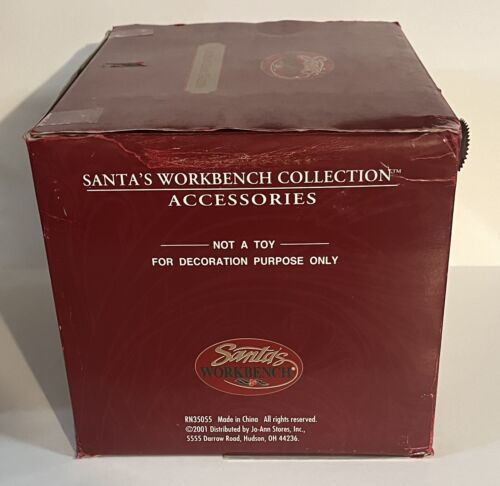 SANTA'S WORKBENCH COLLECTION™
ACCESSORIES
NOT A TOY
FOR DECORATION PURPOSE ONLY
Santa's
WORKBENCH
RN35055 Made in China All rights reserved.
©2001 Distributed by Jo-Ann Stores, Inc.,
5555 Darrow Road, Hudson, OH 44236.